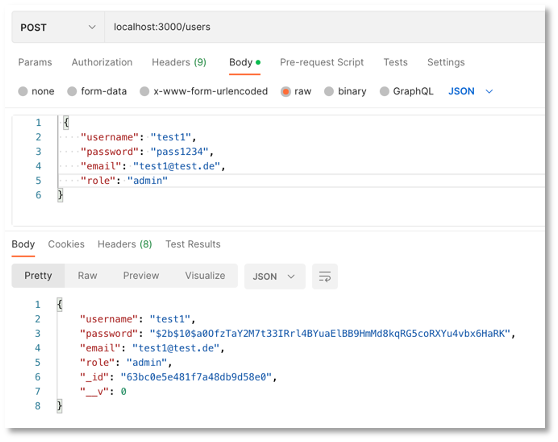 POST localhost:3000/users
Params Authorization Headers (9) Body Pre-request Script Tests Settings
none form-data x-www-form-urlencoded raw binary GraphQL JSON
1 {
2 "username": "test1",
3 "password": "pass1234",
4 "email": "test1@test.de",
5 "role": "admin"
6 }
Body Cookies Headers (8) Test Results
Pretty Raw Preview Visualize JSON
1 {
2 "username": "test1",
3 "password": "$2b$10$a0OfzTaY2M7t33IRrl4BYuaElBB9HmMd8kqRG5coRXYu4vbx6HaRK",
4 "email": "test1@test.de",
5 "role": "admin",
6 "_id": "63bc0e5e481f7a48db9d58e0",
7 "__v": 0
8 }